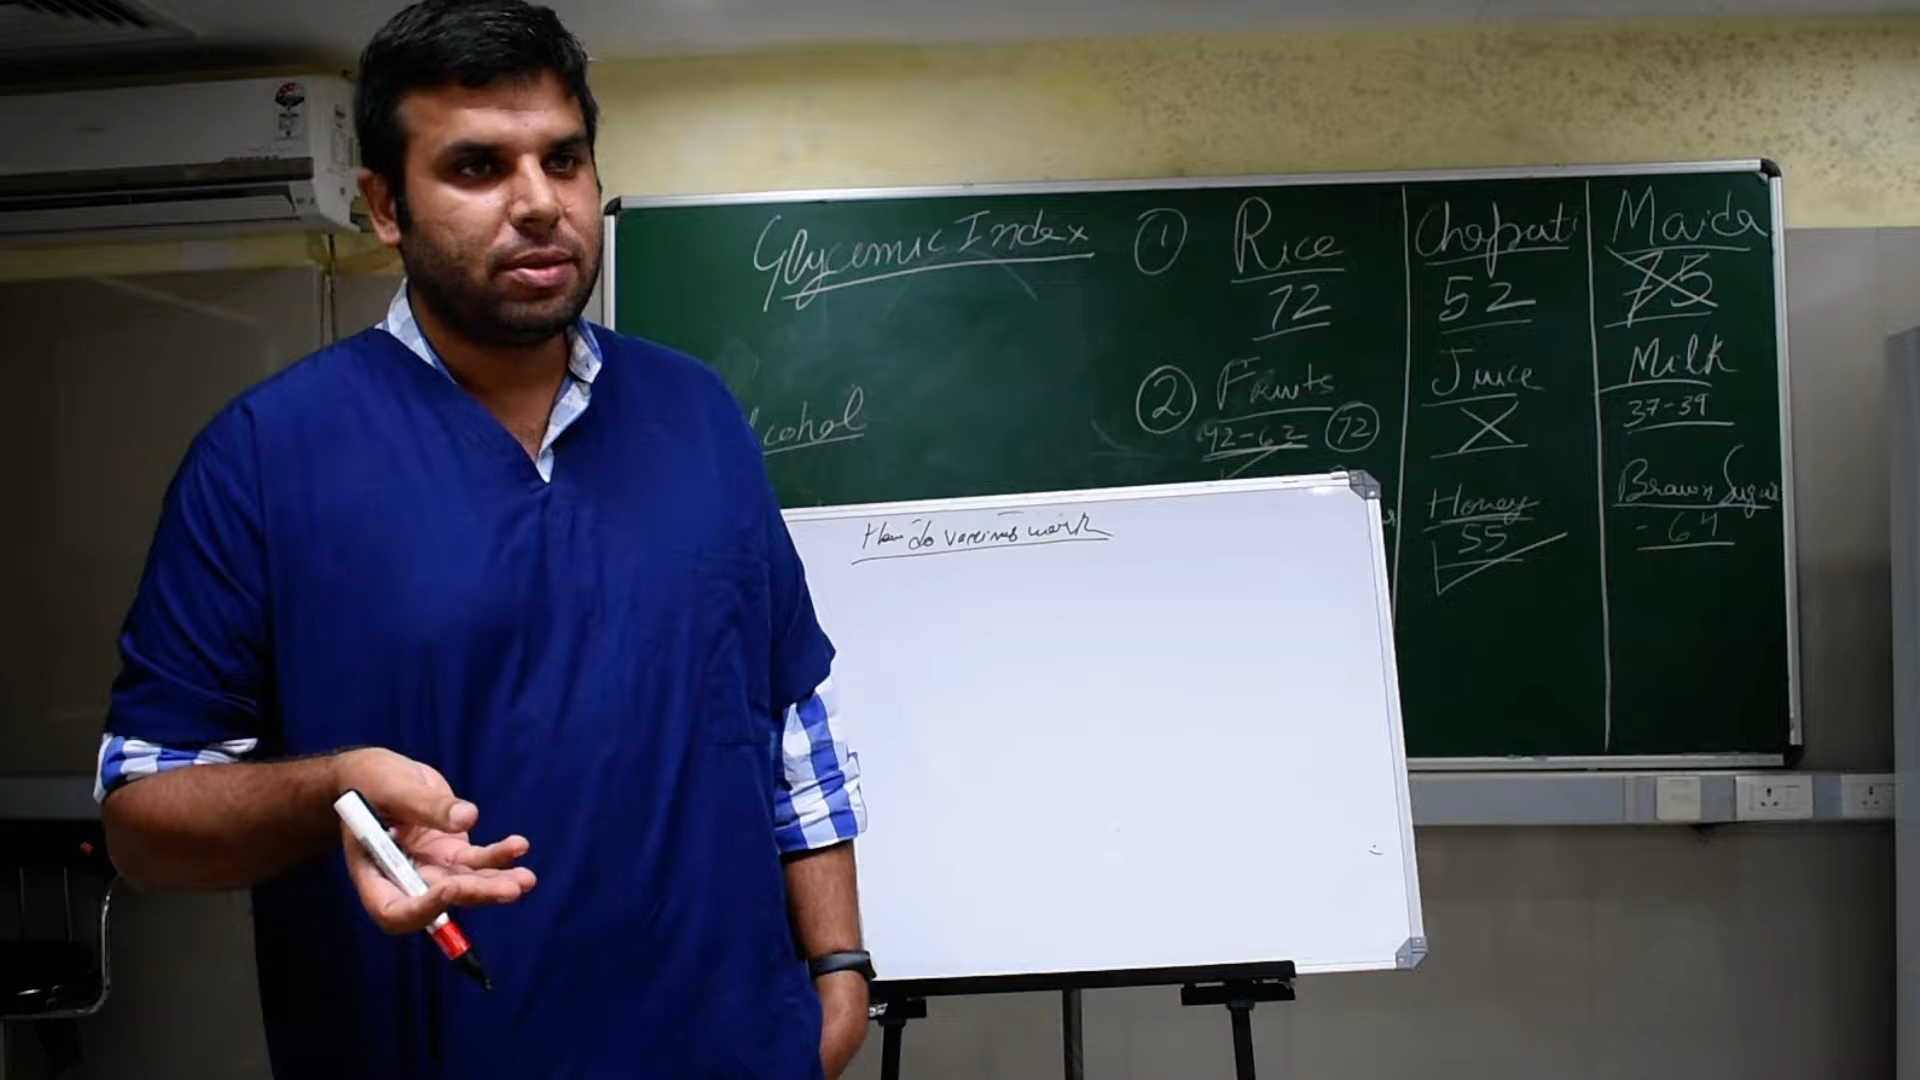 Glycemic Index
① Rice
72
Chapati
52
Maida
75
② Fruits
42-62 72
Juice
X
Milk
37-39
Honey
55
Brown Sugar
- 64
cohol
How do vaccines work